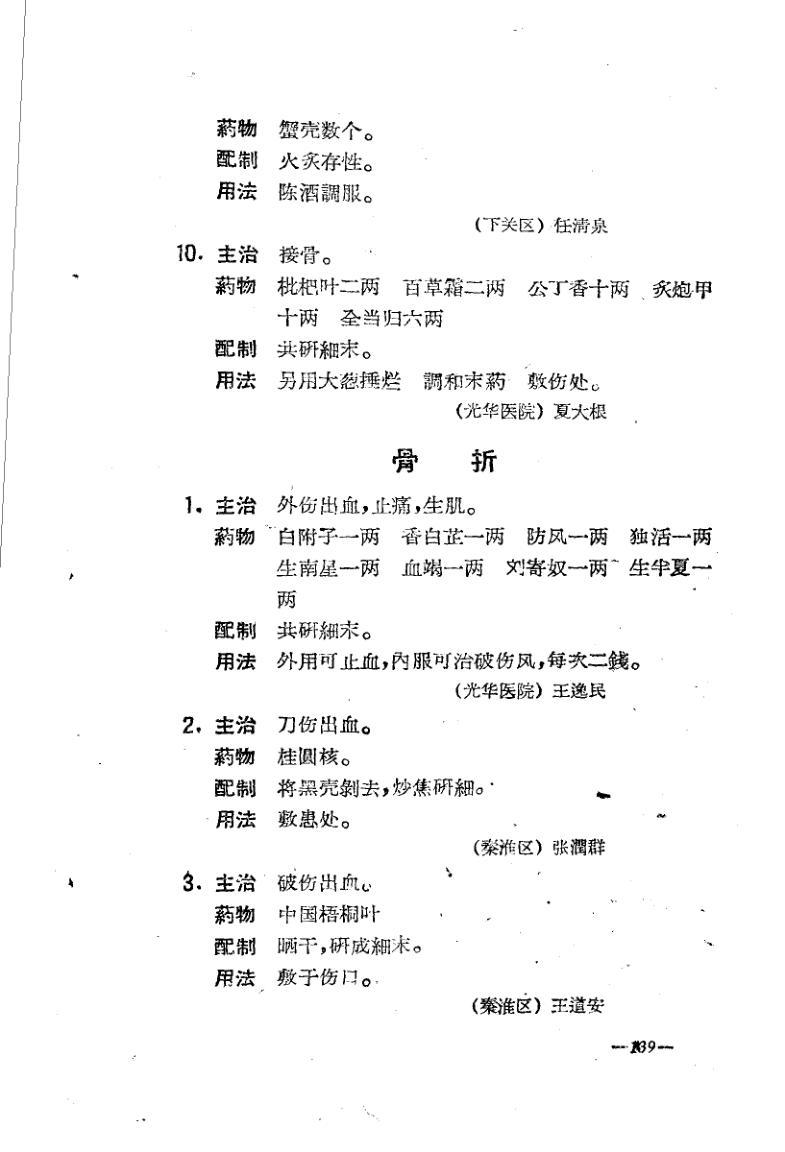 葯物 蟹壳数个。
配制 火炙存性。
用法 陈酒調服。
(下关区) 任清泉
10. 主治 接骨。
葯物 枇杷叶二两 百草霜二两 公丁香十两 炙炮甲
十两 全当归六两
配制 共研細末。
用法 另用大葱捶烂 調和末葯 敷伤处。
(光华医院) 夏大根
骨 折
1. 主治 外伤出血,止痛,生肌。
葯物 白附子一两 香白芷一两 防风一两 独活一两
生南星一两 血竭一两 刘寄奴一两 生半夏一
两
配制 共研細末。
用法 外用可止血,內服可治破伤风,每次二錢。
(光华医院) 王逸民
2. 主治 刀伤出血。
葯物 桂圓核。
配制 将黑壳剝去,炒焦研細。
用法 敷患处。
(秦淮区) 张潤群
3. 主治 破伤出血。
葯物 中国梧桐叶
配制 晒干,研成細末。
用法 敷于伤口。
(秦淮区) 王道安
—139—